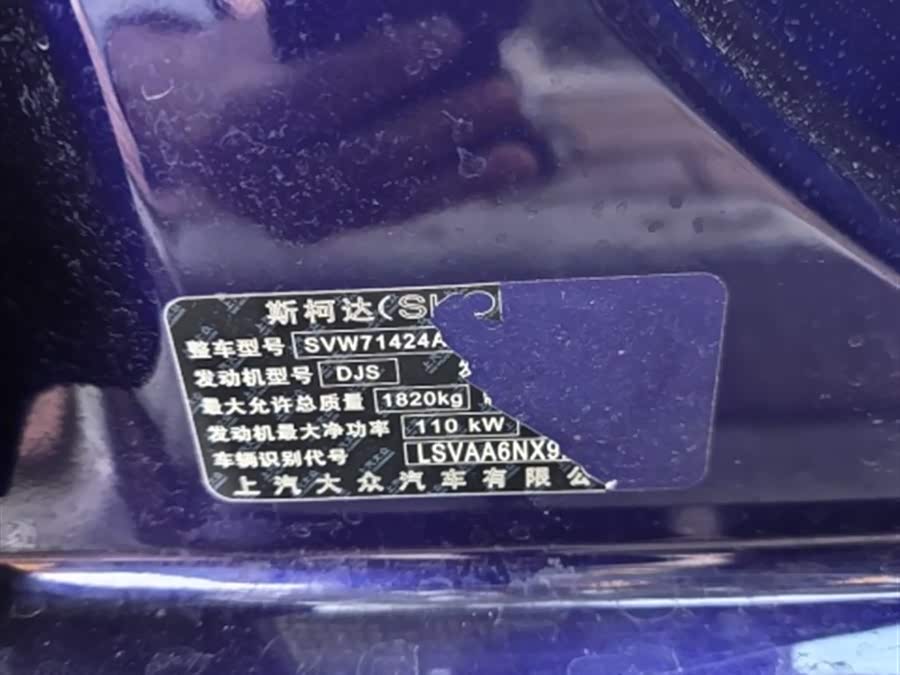 斯柯达(SKO
整车型号 SVW71424A
发动机型号 DJS
最大允许总质量 1820kg
发动机最大净功率 110 kW
车辆识别代号 LSVAA6NX9
上汽大众汽车有限公